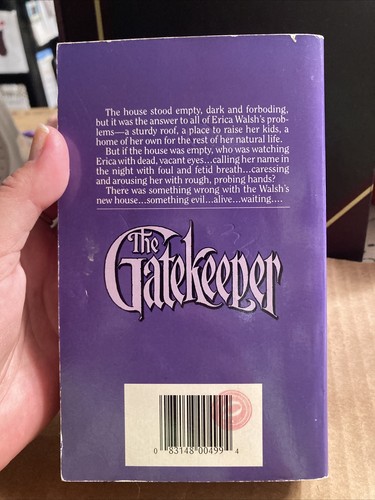 The house stood empty, dark and forboding,
but it was the answer to all of Erica Walsh's prob-
lems—a sturdy roof, a place to raise her kids, a
home of her own for the rest of her natural life.
But if the house was empty, who was watching
Erica with dead, vacant eyes...calling her name in
the night with foul and fetid breath...caressing
and arousing her with rough, probing hands?
There was something wrong with the Walsh's
new house...something evil...alive...waiting....
The
Gatekeeper
0 83148 00499 4